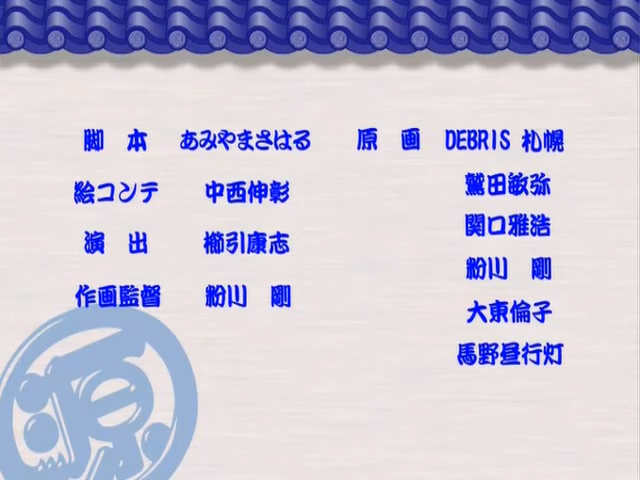 脚本 あみやまさはる
絵コンテ 中西伸彰
演出 櫛引康志
作画監督 粉川 剛
原画 DEBRIS 札幌
鷲田敏弥
関口雅浩
粉川 剛
大東倫子
馬野昼行灯